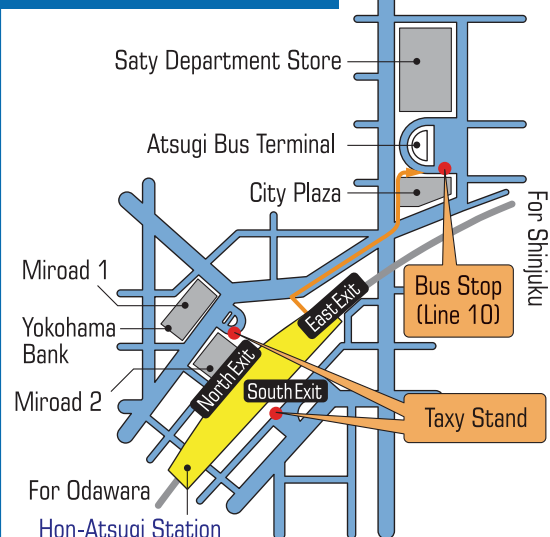 Saty Department Store
Atsugi Bus Terminal
City Plaza
For Shinjuku
Miroad 1
Yokohama
Bank
Miroad 2
East Exit
North Exit
South Exit
Bus Stop
(Line 10)
Taxy Stand
For Odawara
Hon-Atsugi Station